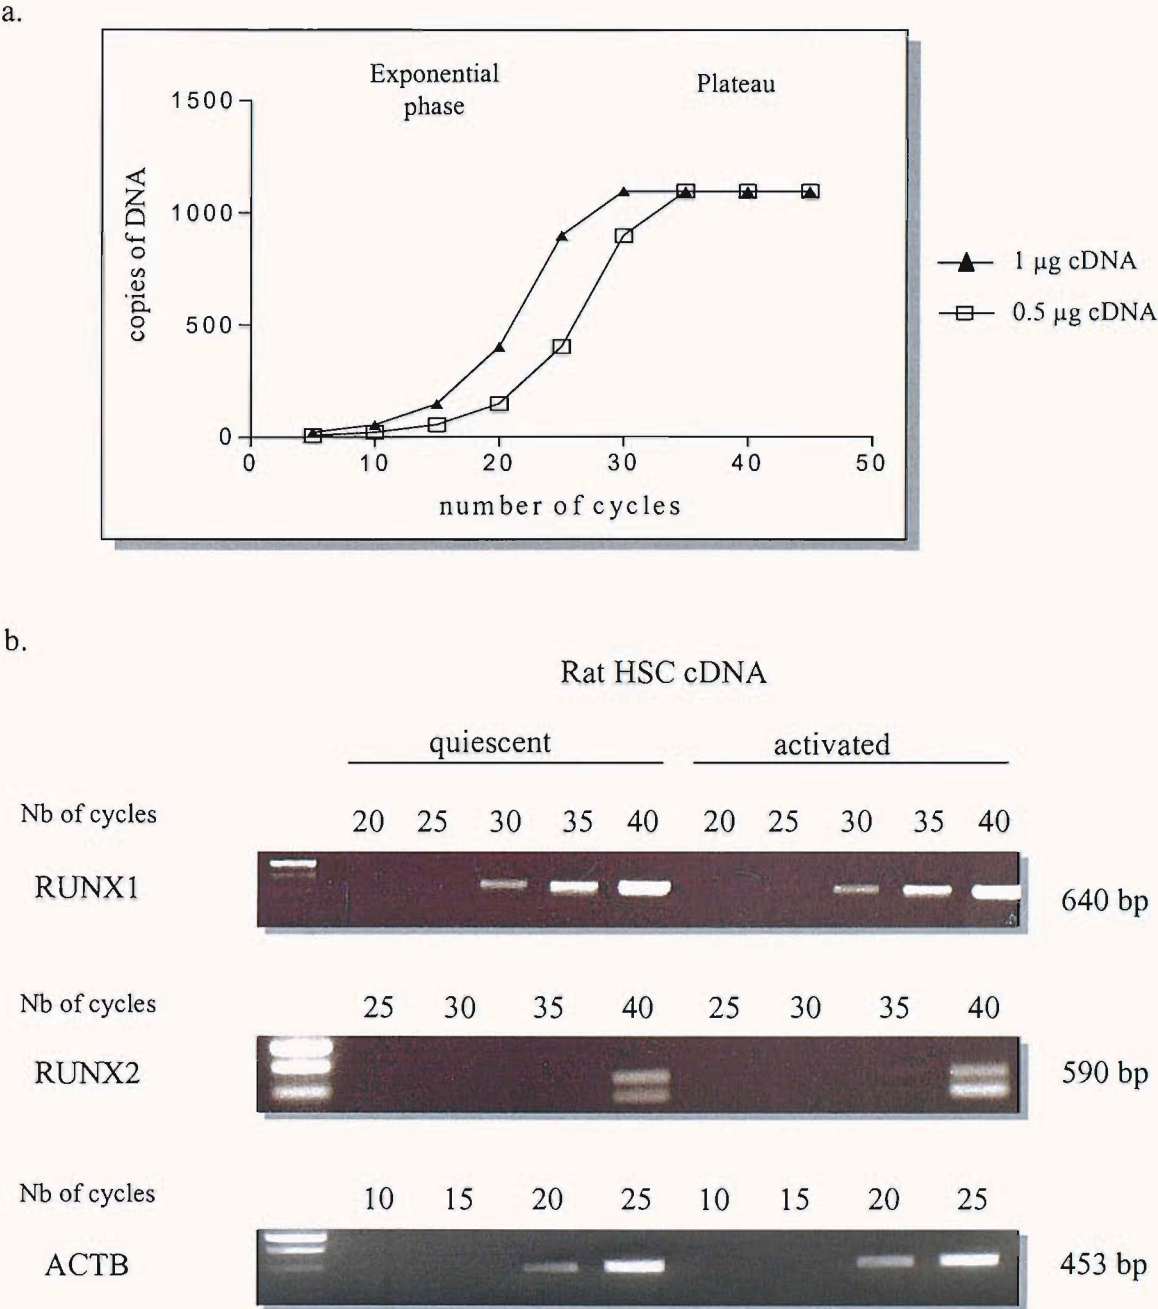 a.
Exponential
phase
Plateau
1500
1000
500
0
copies of DNA
0 10 20 30 40 50
number of cycles
1 µg cDNA
0.5 µg cDNA
b.
Rat HSC cDNA
quiescent activated
Nb of cycles 20 25 30 35 40 20 25 30 35 40
RUNX1 640 bp
Nb of cycles 25 30 35 40 25 30 35 40
RUNX2 590 bp
Nb of cycles 10 15 20 25 10 15 20 25
ACTB 453 bp